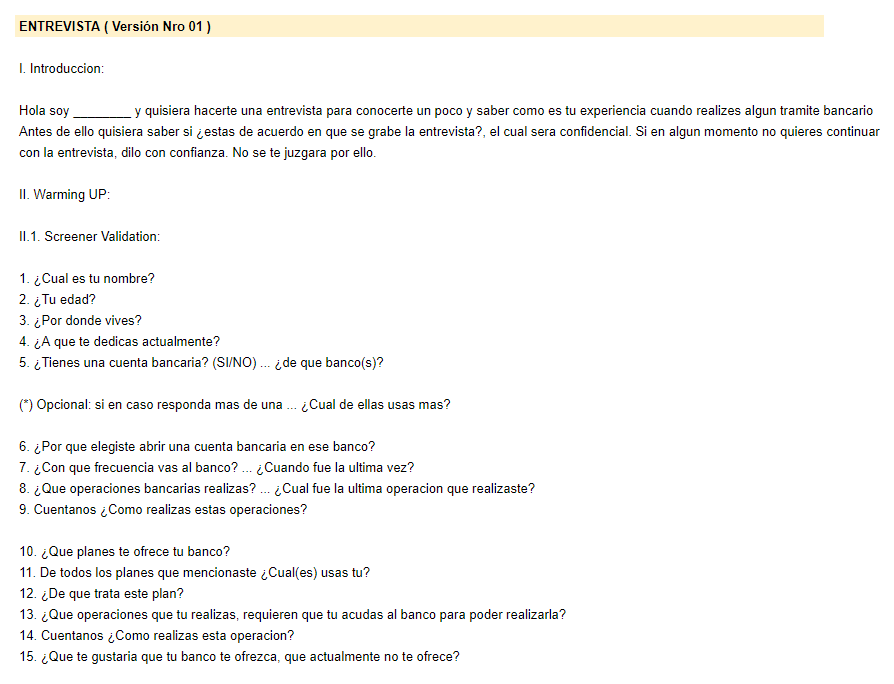 ENTREVISTA ( Versión Nro 01 )
I. Introduccion:
Hola soy ________ y quisiera hacerte una entrevista para conocerte un poco y saber como es tu experiencia cuando realizes algun tramite bancario
Antes de ello quisiera saber si ¿estas de acuerdo en que se grabe la entrevista?, el cual sera confidencial. Si en algun momento no quieres continuar
con la entrevista, dilo con confianza. No se te juzgara por ello.
II. Warming UP:
II.1. Screener Validation:
1. ¿Cual es tu nombre?
2. ¿Tu edad?
3. ¿Por donde vives?
4. ¿A que te dedicas actualmente?
5. ¿Tienes una cuenta bancaria? (SI/NO) ... ¿de que banco(s)?
(*) Opcional: si en caso responda mas de una ... ¿Cual de ellas usas mas?
6. ¿Por que elegiste abrir una cuenta bancaria en ese banco?
7. ¿Con que frecuencia vas al banco? ... ¿Cuando fue la ultima vez?
8. ¿Que operaciones bancarias realizas? ... ¿Cual fue la ultima operacion que realizaste?
9. Cuentanos ¿Como realizas estas operaciones?
10. ¿Que planes te ofrece tu banco?
11. De todos los planes que mencionaste ¿Cual(es) usas tu?
12. ¿De que trata este plan?
13. ¿Que operaciones que tu realizas, requieren que tu acudas al banco para poder realizarla?
14. Cuentanos ¿Como realizas esta operacion?
15. ¿Que te gustaria que tu banco te ofrezca, que actualmente no te ofrece?